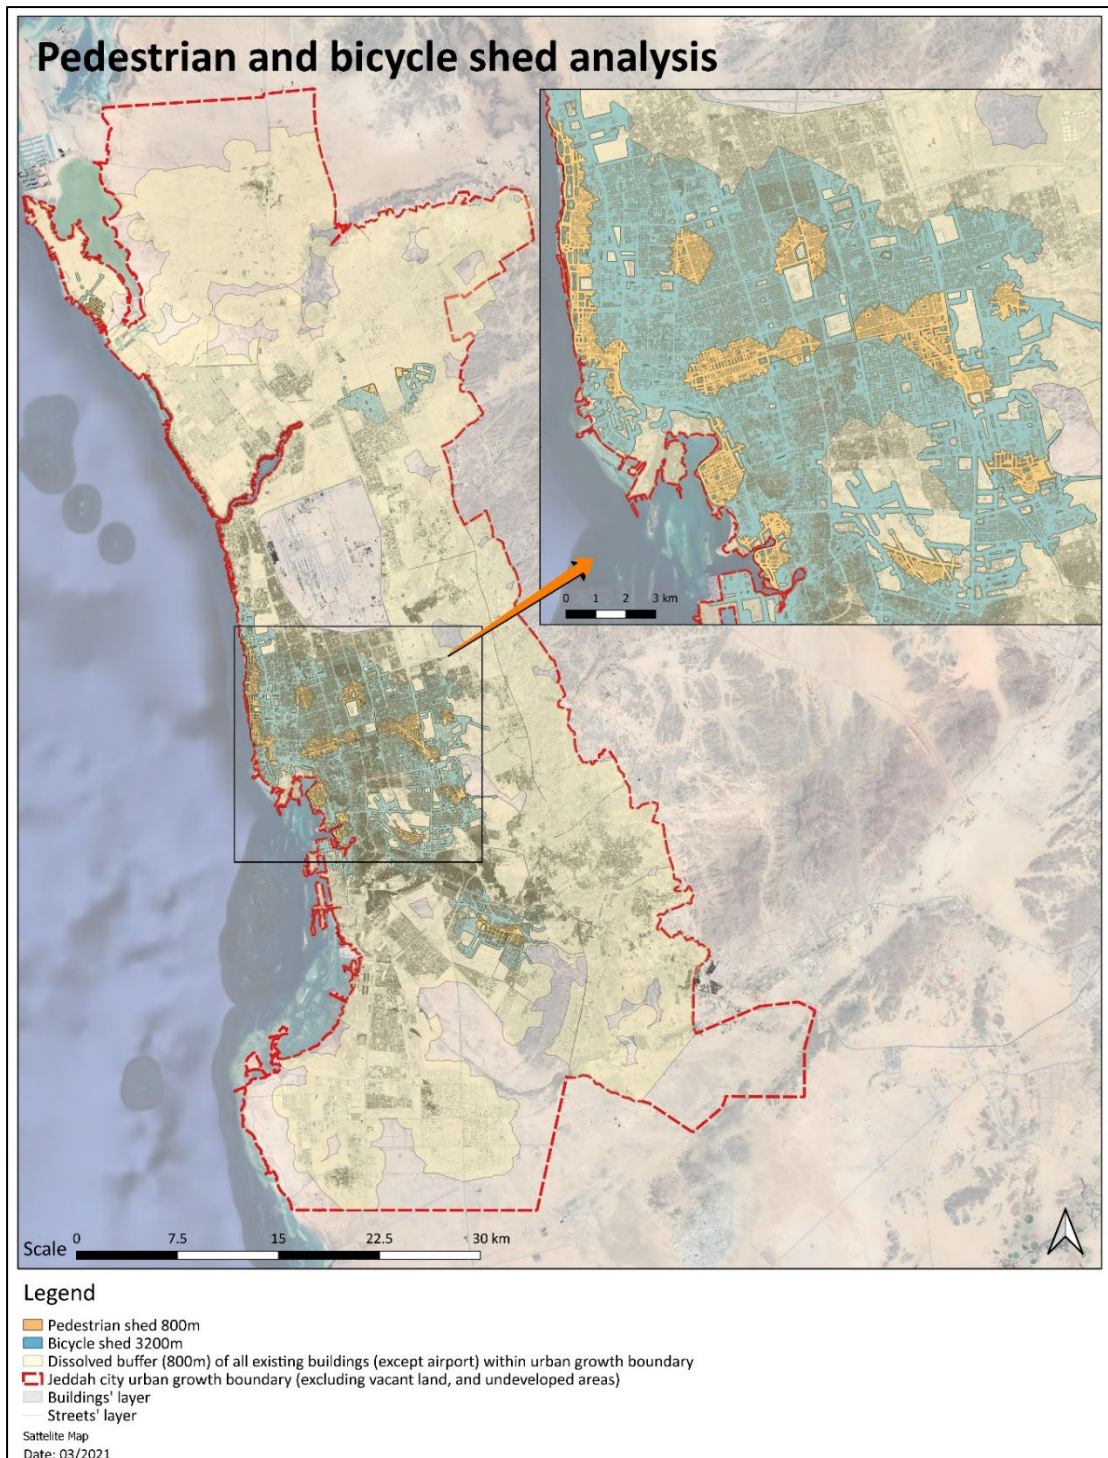 Pedestrian and bicycle shed analysis
0 1 2 3 km
Scale 0 7.5 15 22.5 30 km
Legend
Pedestrian shed 800m
Bicycle shed 3200m
Dissolved buffer (800m) of all existing buildings (except airport) within urban growth boundary
Jeddah city urban growth boundary (excluding vacant land, and undeveloped areas)
Buildings' layer
Streets' layer
Sattelite Map
Date: 03/2021